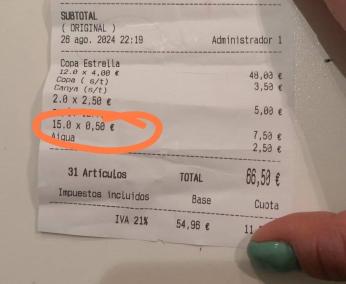 SUBTOTAL
( ORIGINAL )
26 ago. 2024 22:19 Administrador 1
Copa Estrella
12.0 x 4,00 € 48,00 €
Copa ( s/t) 3,50 €
Canya (s/t)
2.0 x 2,50 € 5,00 €
15.0 x 0,50 € 7,50 €
Aigua 2,50 €
31 Artículos TOTAL 66,50 €
Impuestos incluidos Base Cuota
IVA 21% 54,96 € 11